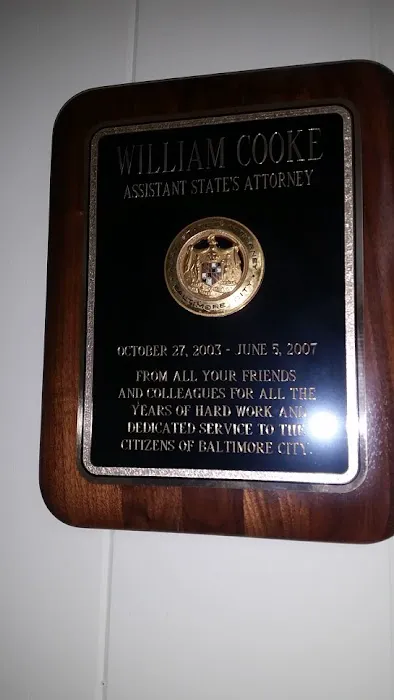 WILLIAM COOKE
ASSISTANT STATE'S ATTORNEY
OCTOBER 27, 2003 - JUNE 5, 2007
FROM ALL YOUR FRIENDS
AND COLLEAGUES FOR ALL THE
YEARS OF HARD WORK AND
DEDICATED SERVICE TO THE
CITIZENS OF BALTIMORE CITY.